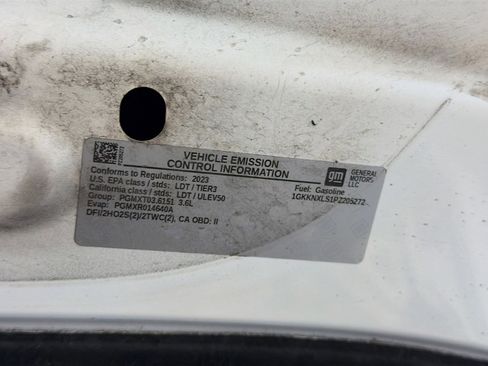 VEHICLE EMISSION
CONTROL INFORMATION
Conforms to Regulations: 2023
U.S. EPA class / stds: LDT / TIER3
California class / stds: LDT / ULEV50
Group: PGMXT03.6151 3.6L
Evap: PGMXR014640A
DFI/2HO2S(2)/2TWC(2), CA OBD: II
gm
GENERAL
MOTORS
LLC
Fuel: Gasoline
1GKKNXLS1PZ205272